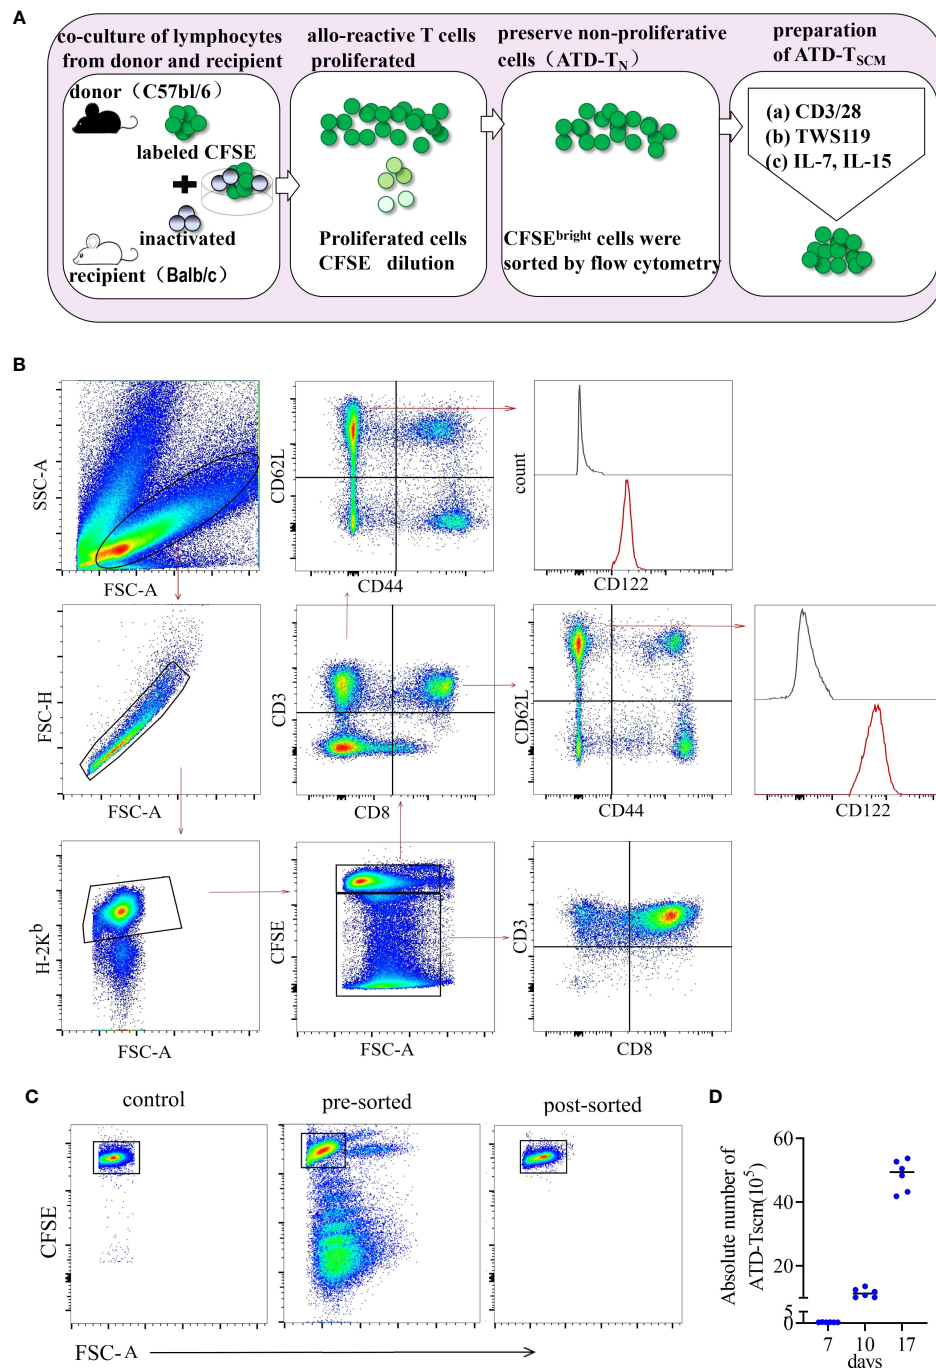 A
co-culture of lymphocytes
from donor and recipient
allo-reactive T cells
proliferated
preserve non-proliferative
cells（ATD-TN）
preparation
of ATD-TSCM
donor（C57bl/6）
labeled CFSE
inactivated
recipient（Balb/c）
Proliferated cells
CFSE dilution
CFSEbright cells were
sorted by flow cytometry
(a) CD3/28
(b) TWS119
(c) IL-7, IL-15
B
SSC-A
FSC-A
CD62L
CD44
count
CD122
FSC-H
FSC-A
CD3
CD8
CD62L
CD44
CD122
H-2Kb
FSC-A
CFSE
FSC-A
CD3
CD8
C
control
pre-sorted
post-sorted
CFSE
FSC-A
D
Absolute number of
ATD-Tscm(10⁵)
60
40
20
5
0
7
10
17
days